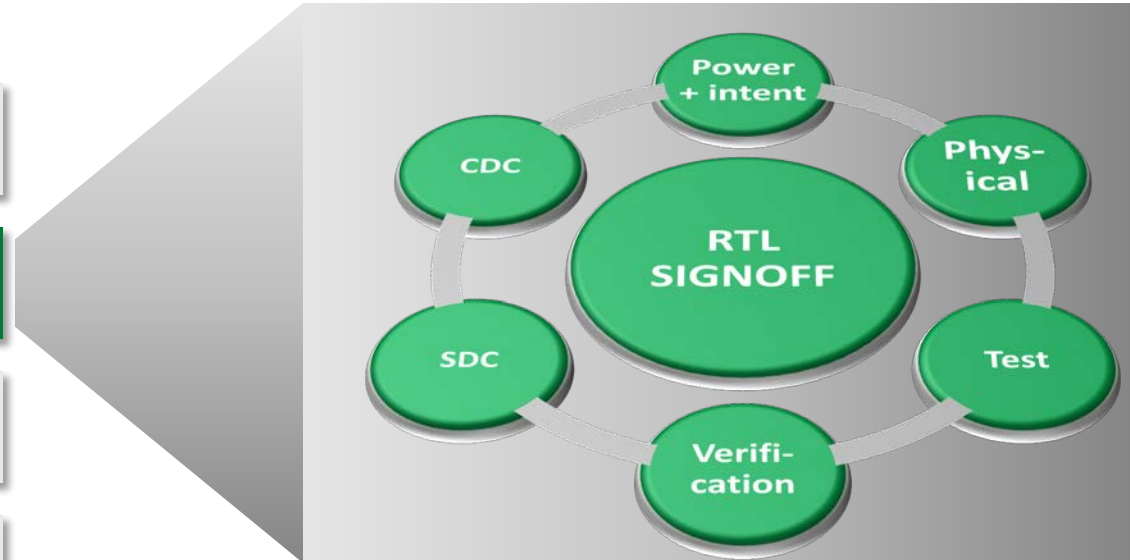 Power
+ intent
CDC
Phys-
ical
RTL
SIGNOFF
SDC
Test
Verifi-
cation